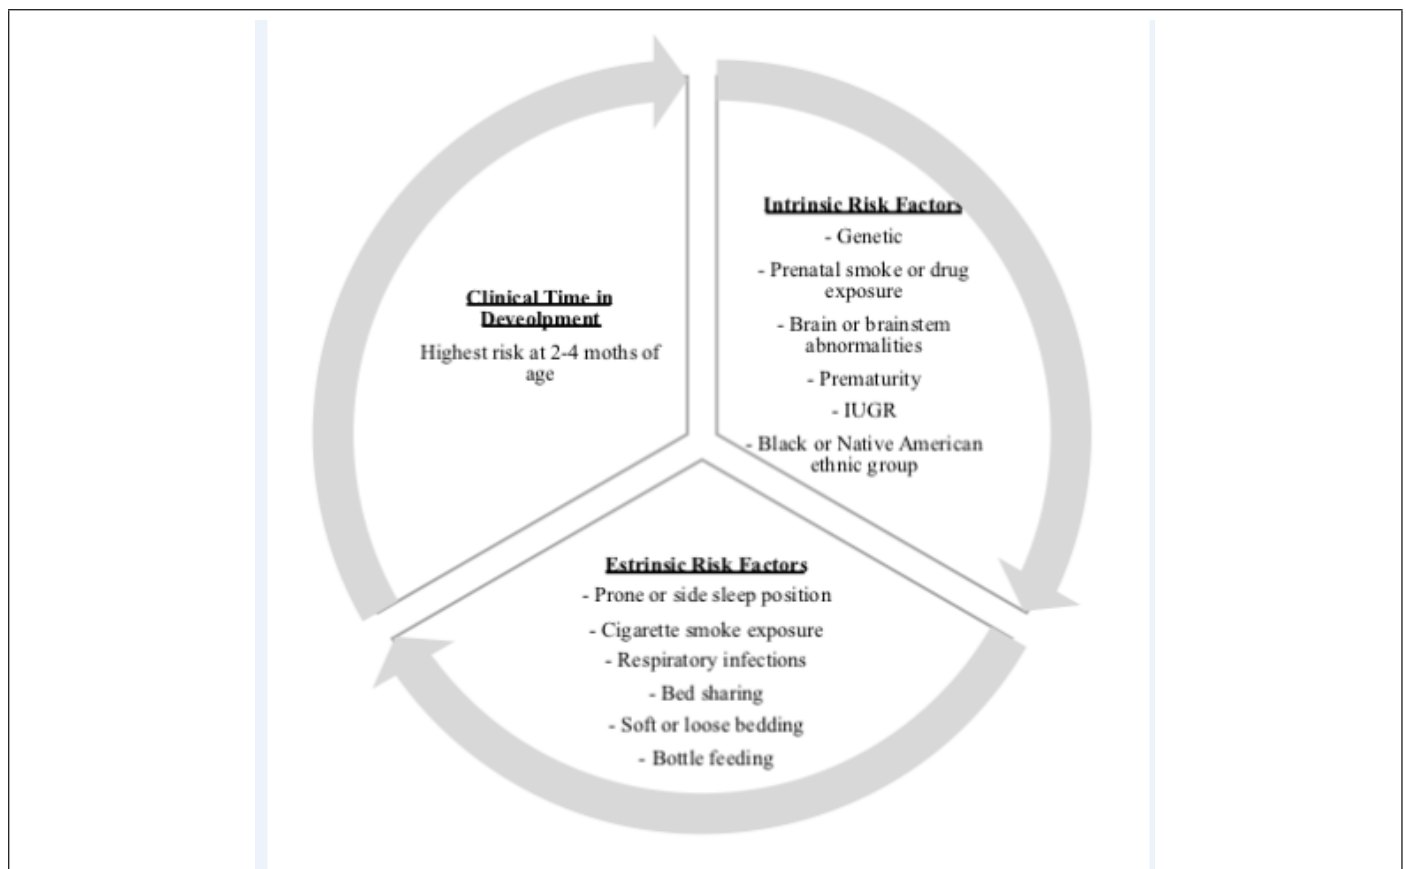 Intrinsic Risk Factors
- Genetic
- Prenatal smoke or drug
exposure
- Brain or brainstem
abnormalities
- Prematurity
- IUGR
- Black or Native American
ethnic group
Clinical Time in
Deveolpment
Highest risk at 2-4 moths of
age
Estrinsic Risk Factors
- Prone or side sleep position
- Cigarette smoke exposure
- Respiratory infections
- Bed sharing
- Soft or loose bedding
- Bottle feeding